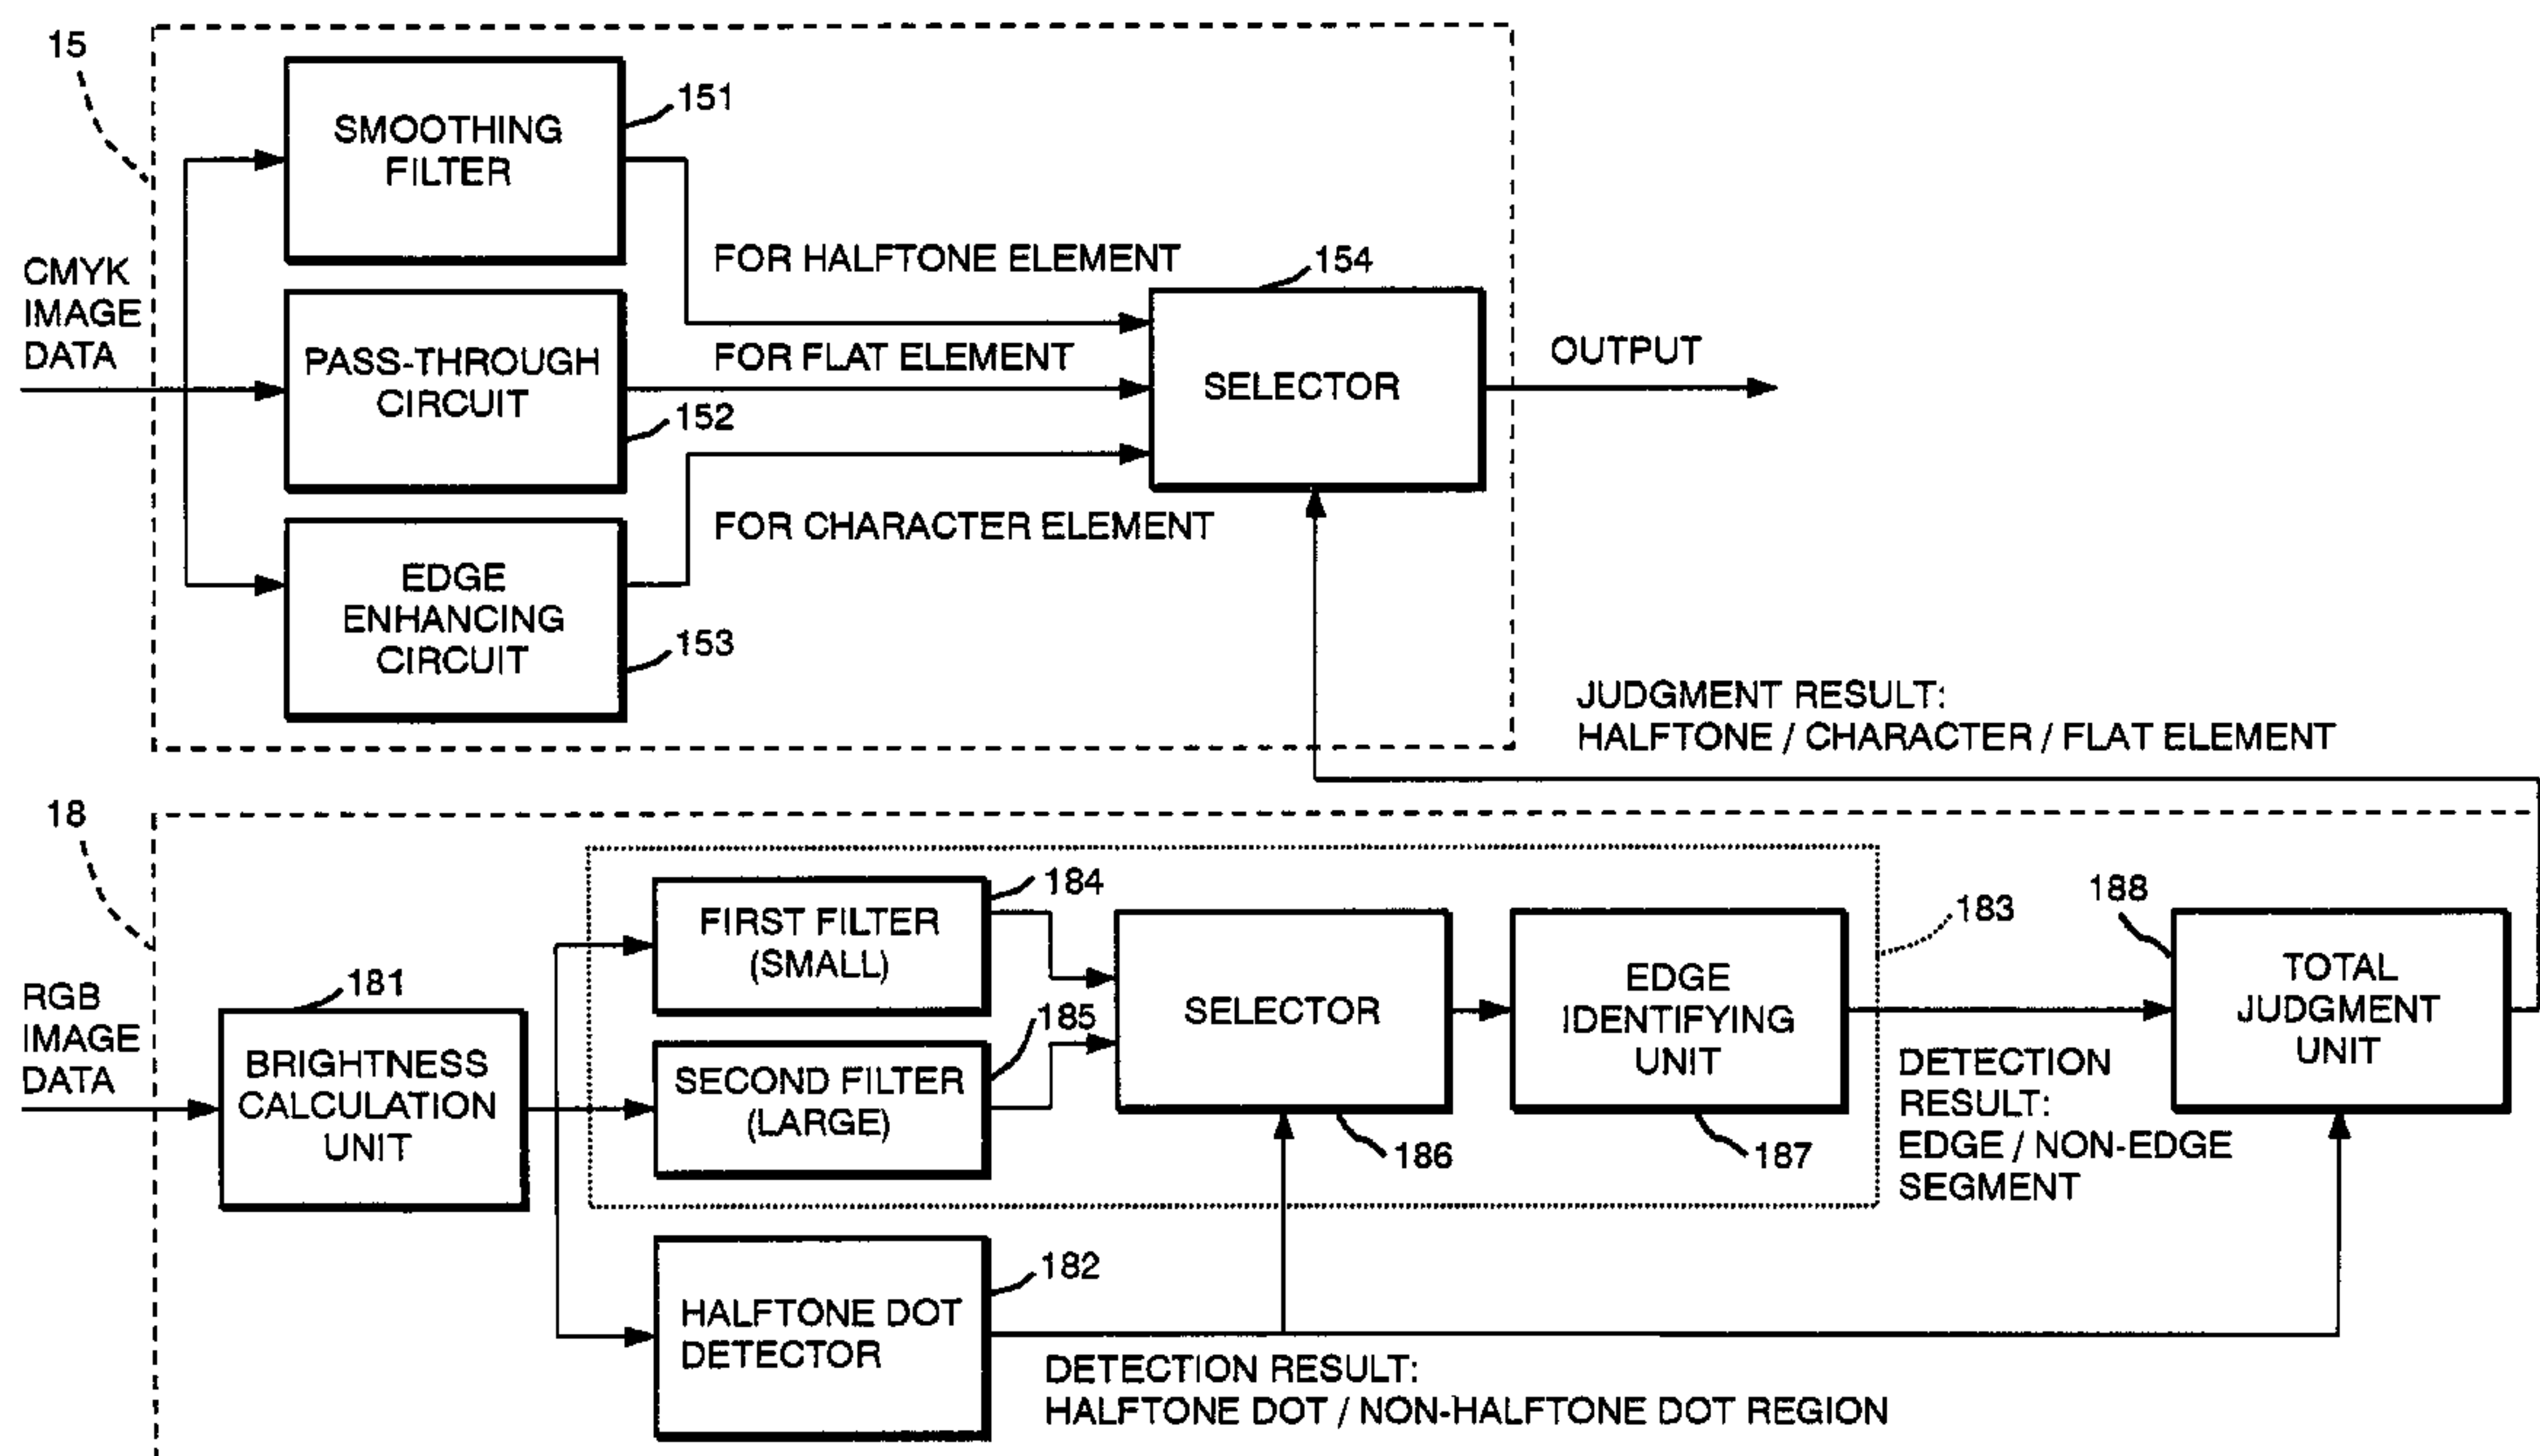 15
SMOOTHING
FILTER
151
CMYK
IMAGE
DATA
FOR HALFTONE ELEMENT
154
PASS-THROUGH
CIRCUIT
152
FOR FLAT ELEMENT
SELECTOR
OUTPUT
EDGE
ENHANCING
CIRCUIT
153
FOR CHARACTER ELEMENT
JUDGMENT RESULT:
HALFTONE / CHARACTER / FLAT ELEMENT
18
RGB
IMAGE
DATA
181
BRIGHTNESS
CALCULATION
UNIT
FIRST FILTER
(SMALL)
184
SECOND FILTER
(LARGE)
185
SELECTOR
186
EDGE
IDENTIFYING
UNIT
187
183
188
TOTAL
JUDGMENT
UNIT
DETECTION
RESULT:
EDGE / NON-EDGE
SEGMENT
HALFTONE DOT
DETECTOR
182
DETECTION RESULT:
HALFTONE DOT / NON-HALFTONE DOT REGION